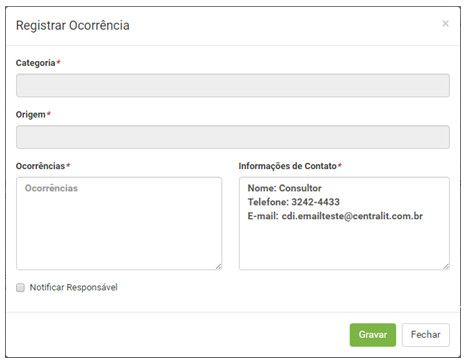 Registrar Ocorrência ×
Categoria*
Origem*
Ocorrências* Informações de Contato*
Ocorrências
Nome: Consultor
Telefone: 3242-4433
E-mail: cdi.emailteste@centralit.com.br
Notificar Responsável
Gravar Fechar